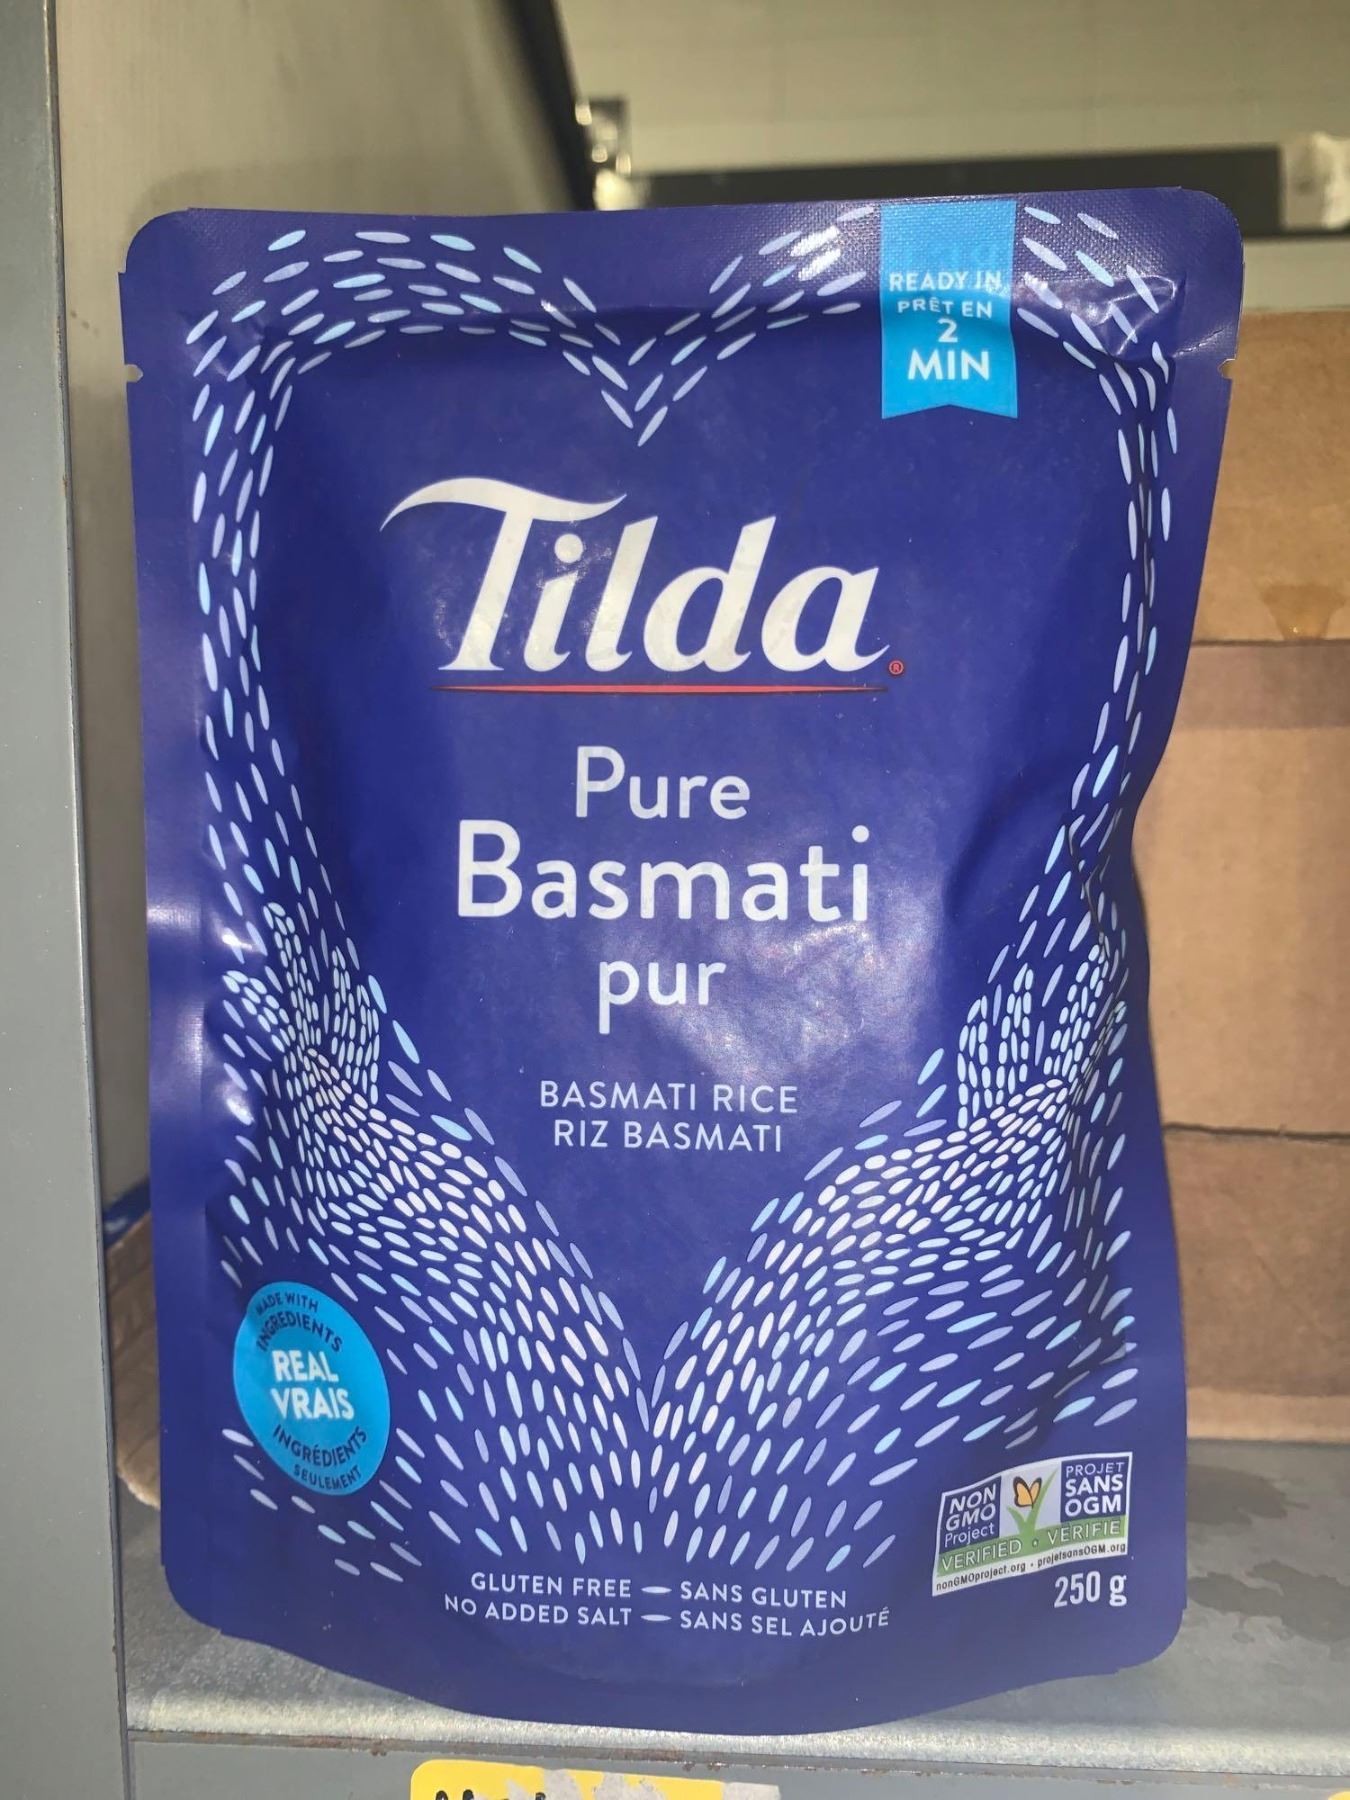 READY IN
PRÊT EN
2
MIN
Tilda®
Pure
Basmati
pur
BASMATI RICE
RIZ BASMATI
MADE WITH
INGREDIENTS
REAL
VRAIS
INGRÉDIENTS
SEULEMENT
NON
GMO
Project
VERIFIED
nonGMOproject.org
PROJET
SANS
OGM
VÉRIFIÉ
projetsansOGM.org
250 g
GLUTEN FREE — SANS GLUTEN
NO ADDED SALT — SANS SEL AJOUTÉ